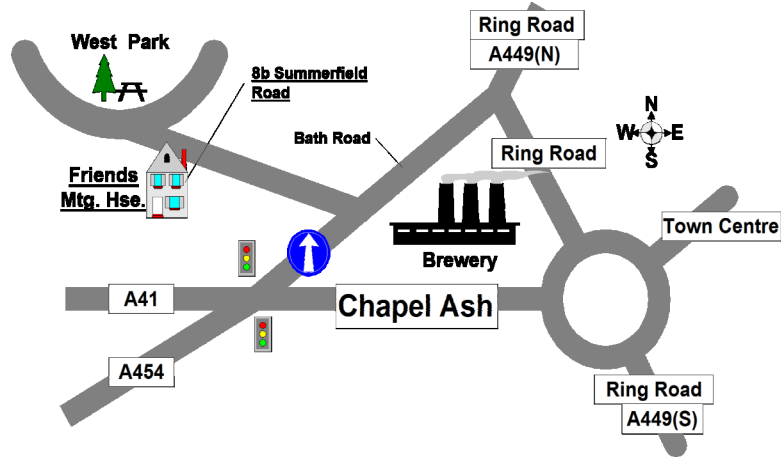 Ring Road
A449(N)
West Park
8b Summerfield
Road
Bath Road
N
W E
S
Ring Road
Friends
Mtg. Hse.
Town Centre
Brewery
A41
Chapel Ash
A454
Ring Road
A449(S)